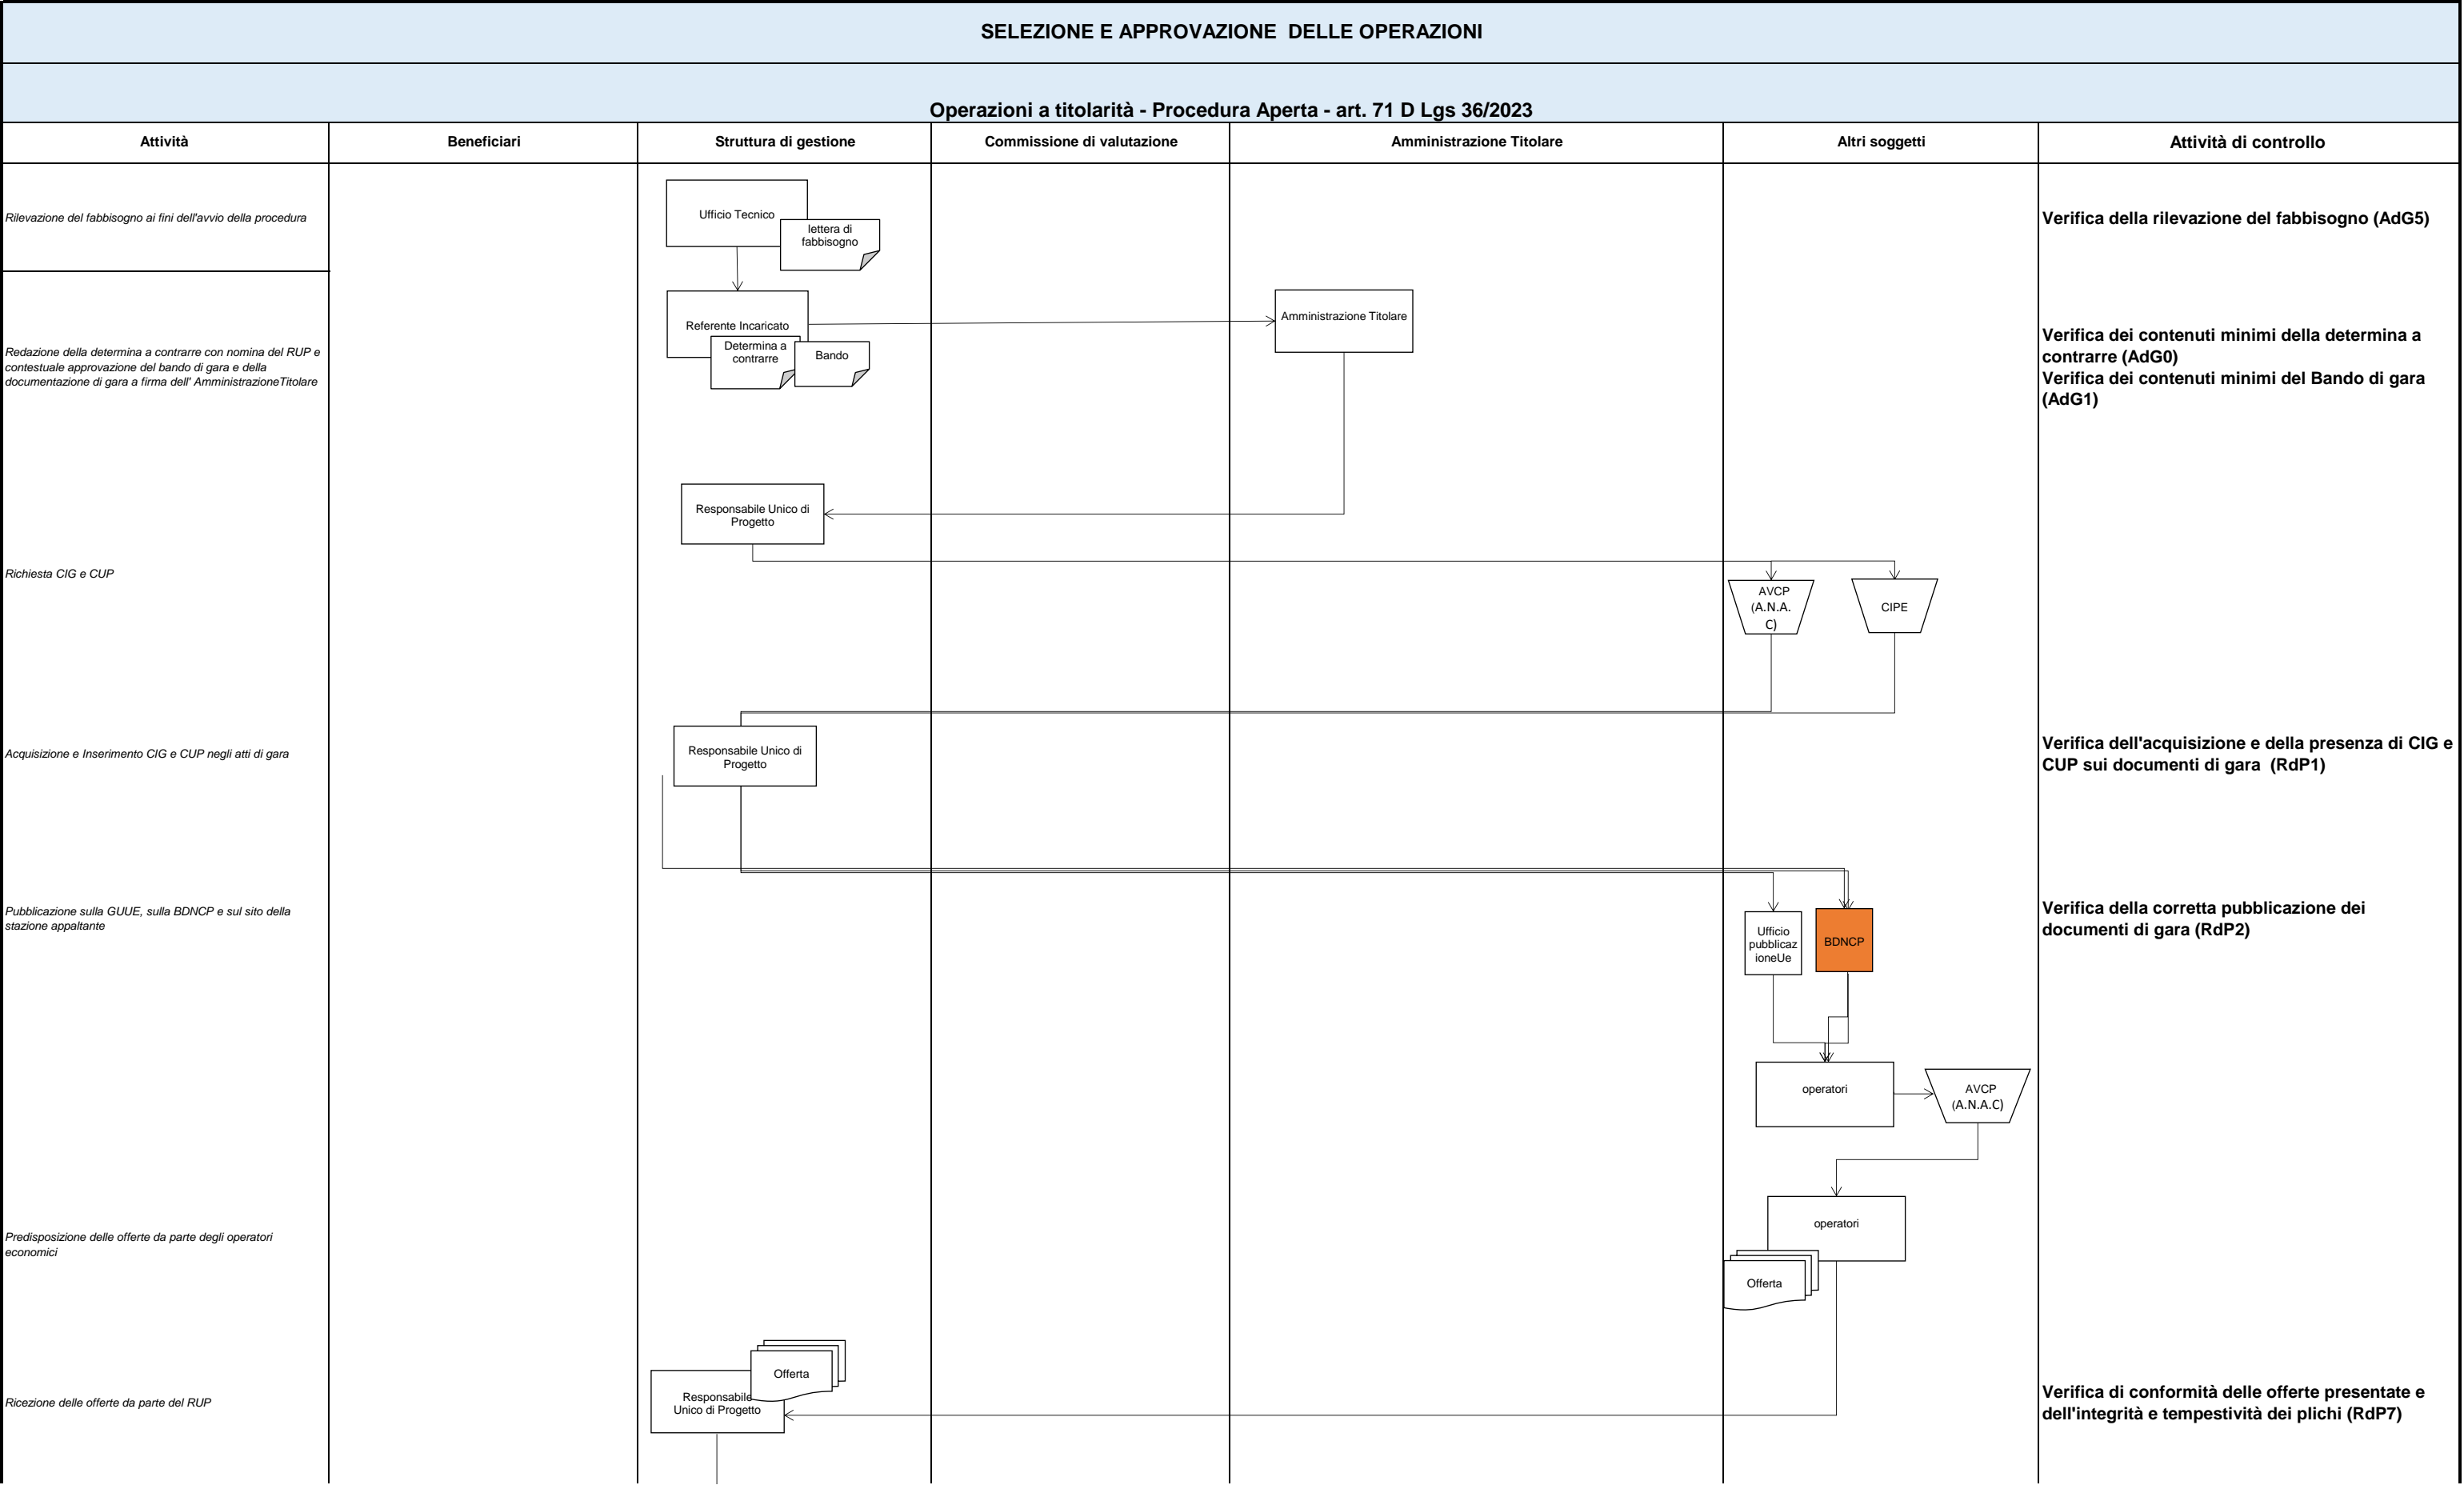 SELEZIONE E APPROVAZIONE  DELLE OPERAZIONI
Operazioni a titolarità - Procedura Aperta - art. 71 D Lgs 36/2023
Attività
Beneficiari
Struttura di gestione
Commissione di valutazione
Amministrazione Titolare
Altri soggetti
Attività di controllo
Rilevazione del fabbisogno ai fini dell'avvio della procedura
Ufficio Tecnico
lettera di
fabbisogno
Verifica della rilevazione del fabbisogno (AdG5)
Redazione della determina a contrarre con nomina del RUP e
contestuale approvazione del bando di gara e della
documentazione di gara a firma dell' AmministrazioneTitolare
Referente Incaricato
Determina a
contrarre
Bando
Amministrazione Titolare
Verifica dei contenuti minimi della determina a
contrarre (AdG0)
Verifica dei contenuti minimi del Bando di gara
(AdG1)
Responsabile Unico di
Progetto
Richiesta CIG e CUP
AVCP
(A.N.A.
C)
CIPE
Acquisizione e Inserimento CIG e CUP negli atti di gara
Responsabile Unico di
Progetto
Verifica dell'acquisizione e della presenza di CIG e
CUP sui documenti di gara  (RdP1)
Pubblicazione sulla GUUE, sulla BDNCP e sul sito della
stazione appaltante
Ufficio
pubblicaz
ioneUe
BDNCP
Verifica della corretta pubblicazione dei
documenti di gara (RdP2)
operatori
AVCP
(A.N.A.C)
Predisposizione delle offerte da parte degli operatori
economici
operatori
Offerta
Ricezione delle offerte da parte del RUP
Offerta
Responsabile
Unico di Progetto
Verifica di conformità delle offerte presentate e
dell'integrità e tempestività dei plichi (RdP7)